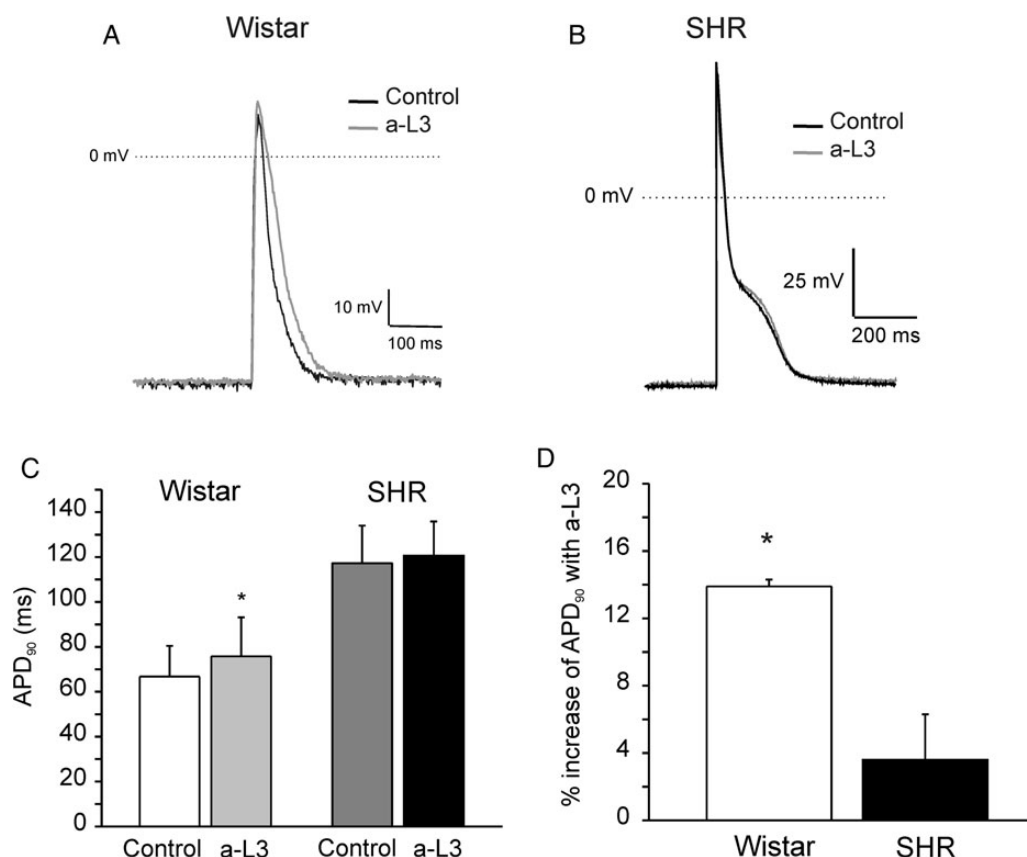 A
Wistar
Control
a-L3
0 mV
10 mV
100 ms
B
SHR
Control
a-L3
0 mV
25 mV
200 ms
C
Wistar
SHR
APD90 (ms)
140
120
100
80
60
40
20
0
*
Control
a-L3
Control
a-L3
D
% increase of APD90 with a-L3
20
16
12
8
4
0
*
Wistar
SHR